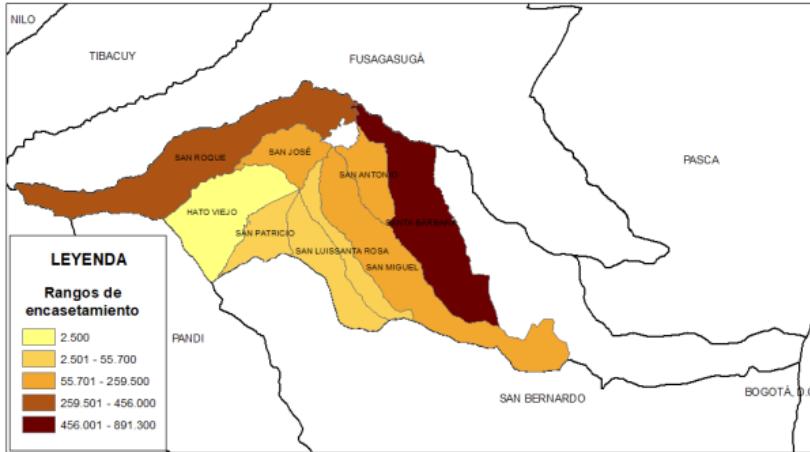 NILO
TIBACUY
FUSAGASUGÁ
PASCA
SAN ROQUE
SAN JOSÉ
SAN ANTONIO
HATO VIEJO
SANTA BARBARA
SAN PATRICIO
SAN LUIS
SANTA ROSA
SAN MIGUEL
LEYENDA
Rangos de
encasetamiento
2.500
2.501 - 55.700
55.701 - 259.500
259.501 - 456.000
456.001 - 891.300
PANDI
SAN BERNARDO
BOGOTÁ, D.C